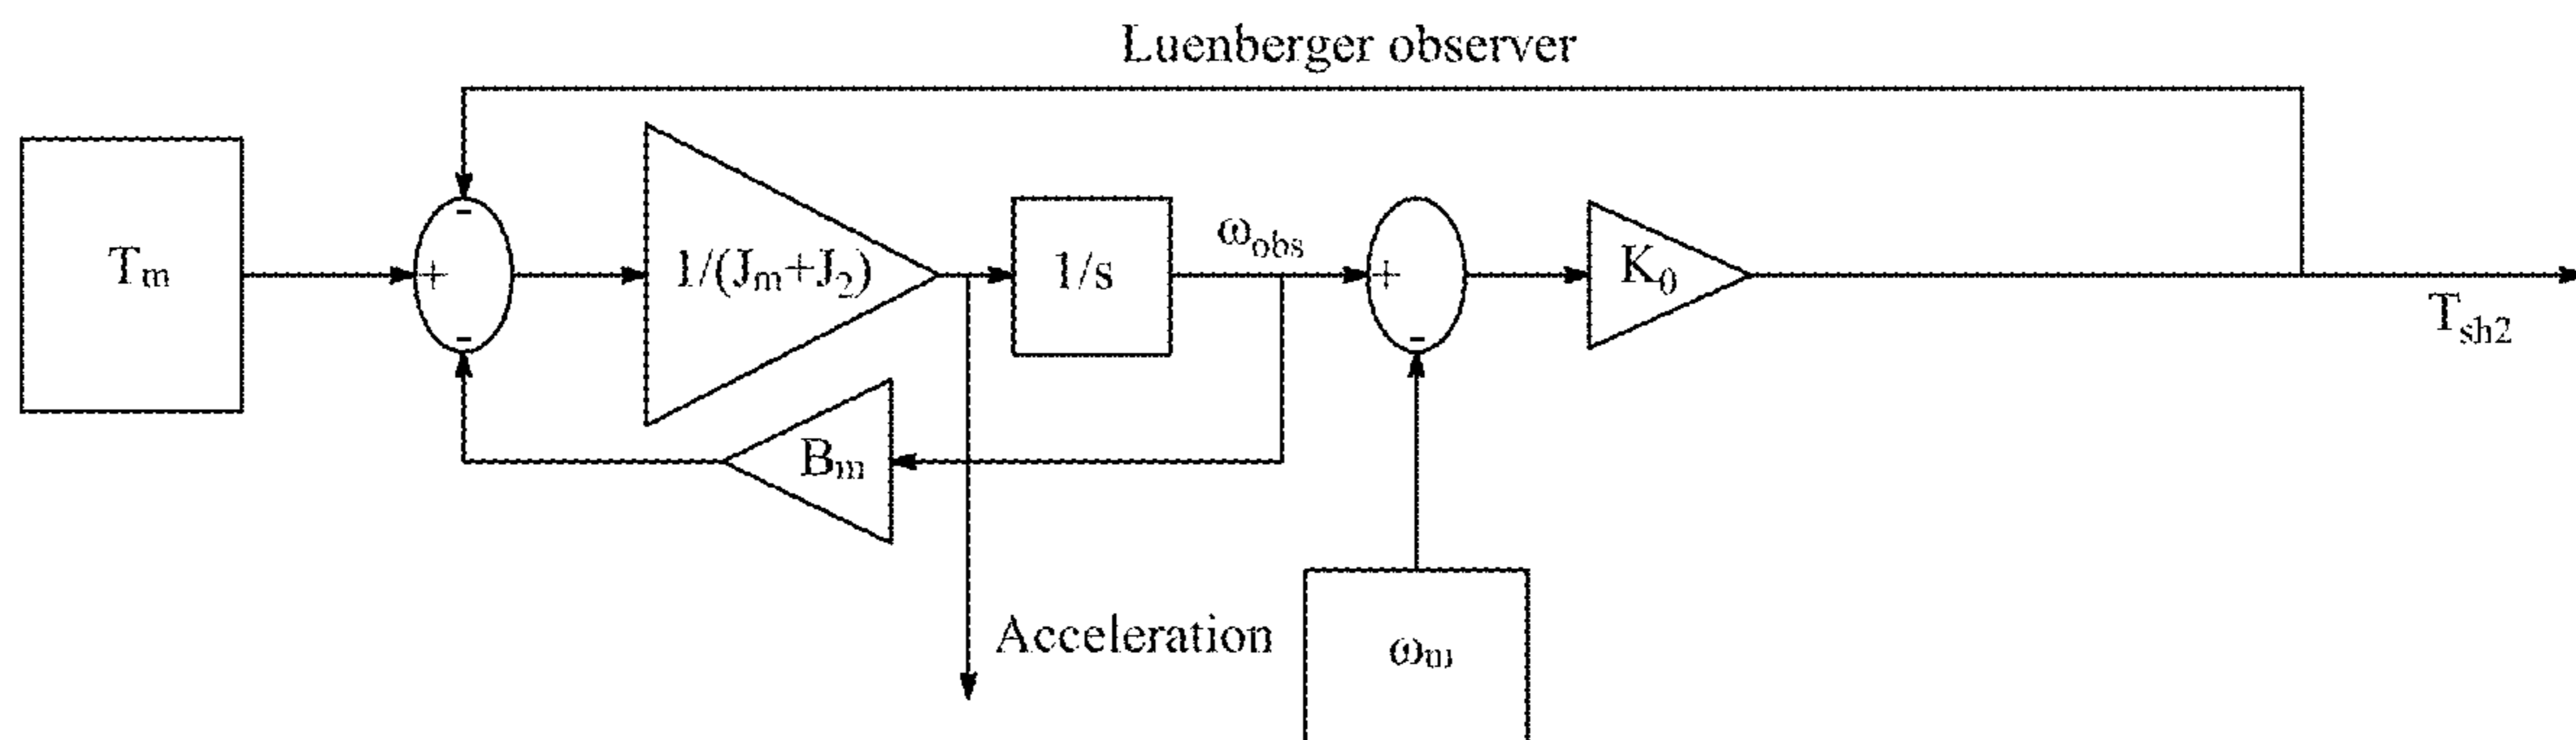 Luenberger observer
Tm
-
+
-
1/(Jm+J2)
1/s
ωobs
+
-
K0
Tsh2
Bm
Acceleration
ωm